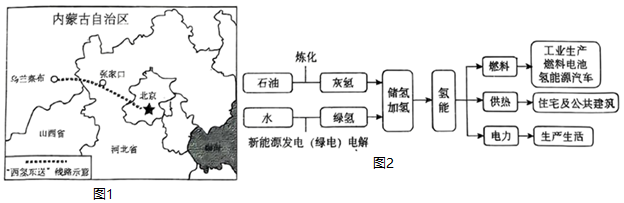 内蒙古自治区
乌兰察布
张家口
北京
山西省
河北省
渤海
"西氢东送"线路示意
图1
炼化
石油
灰氢
水
绿氢
新能源发电(绿电)电解
储氢
加氢
氢
能
燃料
供热
电力
工业生产
燃料电池
氢能源汽车
住宅及公共建筑
生产生活
图2